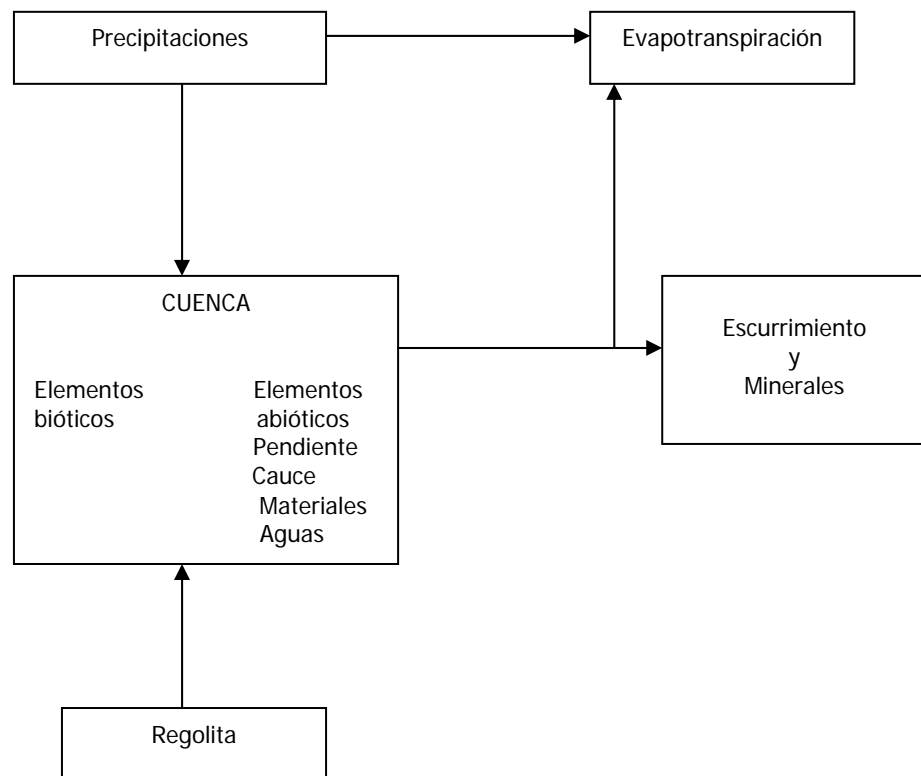 Precipitaciones
Evapotranspiración
CUENCA
Elementos
bióticos
Elementos
abióticos
Pendiente
Cauce
Materiales
Aguas
Escurrimiento
y
Minerales
Regolita